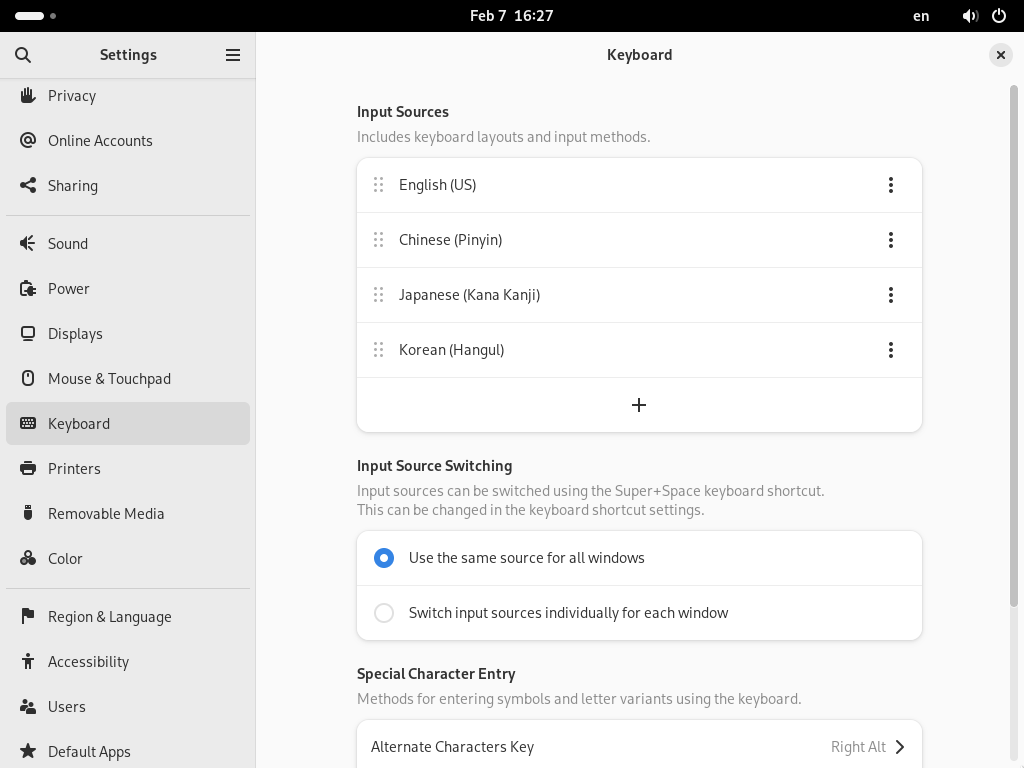 Feb 7 16:27
en
Settings
Keyboard
Privacy
Online Accounts
Sharing
Sound
Power
Displays
Mouse & Touchpad
Keyboard
Printers
Removable Media
Color
Region & Language
Accessibility
Users
Default Apps
Input Sources
Includes keyboard layouts and input methods.
English (US)
Chinese (Pinyin)
Japanese (Kana Kanji)
Korean (Hangul)
Input Source Switching
Input sources can be switched using the Super+Space keyboard shortcut.
This can be changed in the keyboard shortcut settings.
Use the same source for all windows
Switch input sources individually for each window
Special Character Entry
Methods for entering symbols and letter variants using the keyboard.
Alternate Characters Key
Right Alt